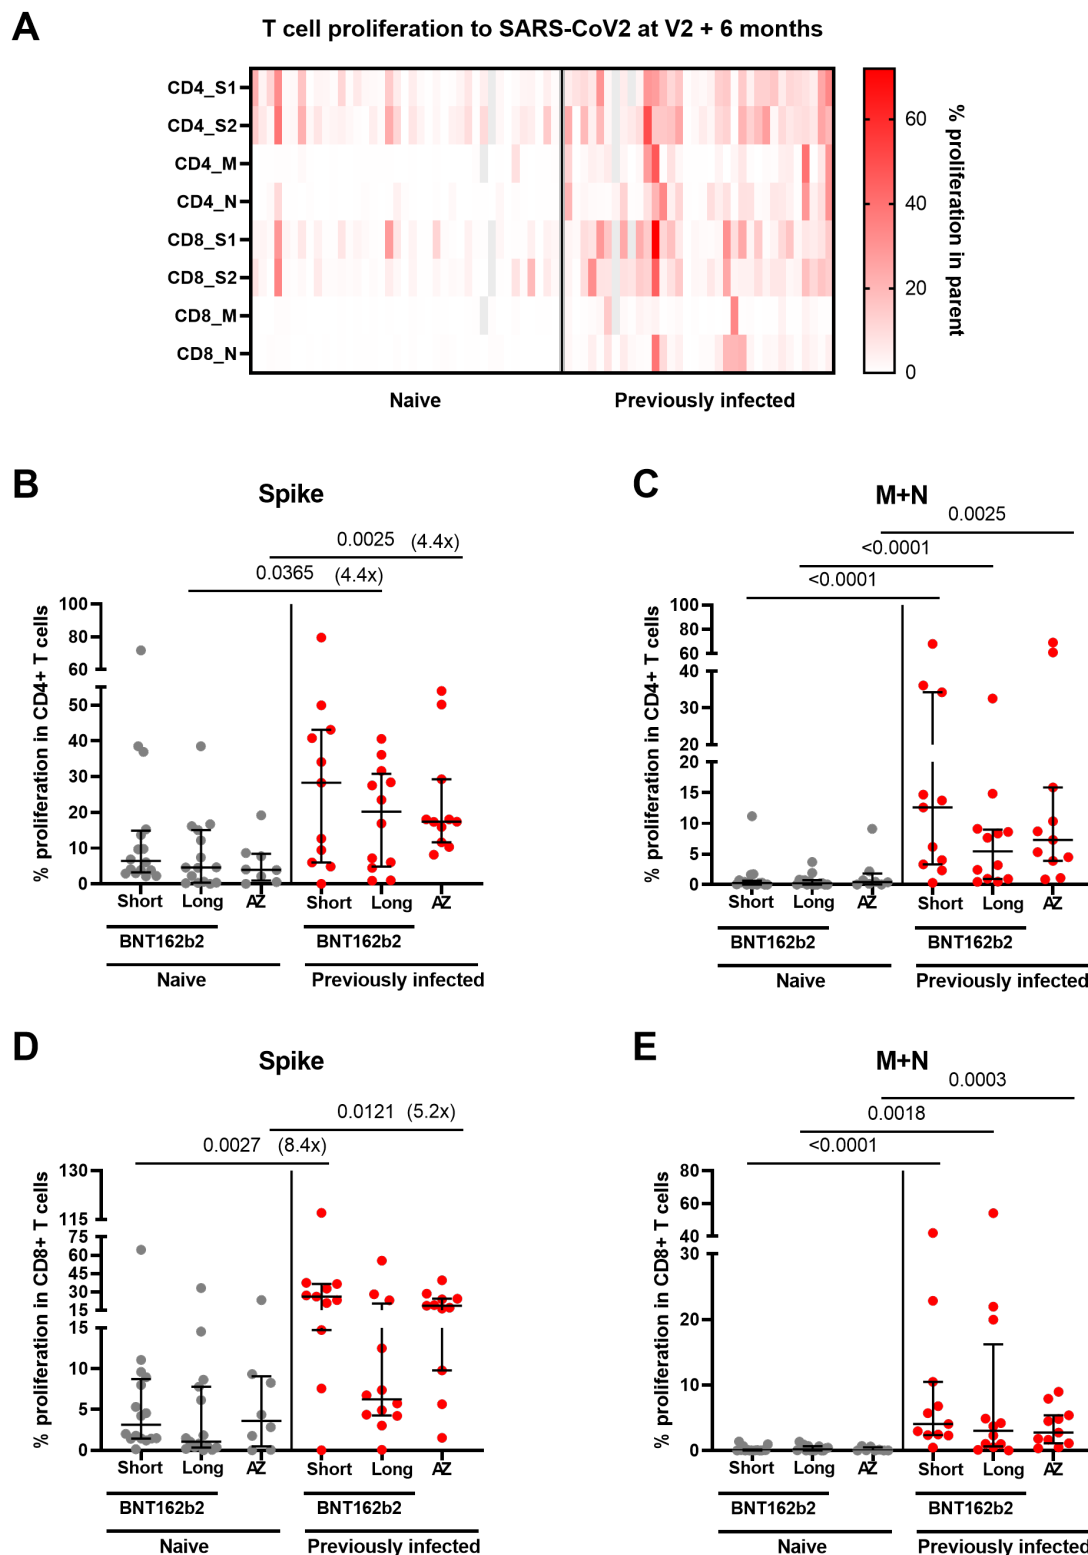 A
T cell proliferation to SARS-CoV2 at V2 + 6 months
CD4_S1
CD4_S2
CD4_M
CD4_N
CD8_S1
CD8_S2
CD8_M
CD8_N
Naive
Previously infected
60
40
20
0
% proliferation in parent
B
Spike
0.0025 (4.4x)
0.0365 (4.4x)
% proliferation in CD4+ T cells
100
80
60
50
40
30
20
10
0
Short
Long
AZ
Short
Long
AZ
BNT162b2
BNT162b2
Naive
Previously infected
C
M+N
0.0025
<0.0001
<0.0001
% proliferation in CD4+ T cells
100
80
60
40
30
20
20
15
10
5
0
Short
Long
AZ
Short
Long
AZ
BNT162b2
BNT162b2
Naive
Previously infected
D
Spike
0.0121 (5.2x)
0.0027 (8.4x)
% proliferation in CD8+ T cells
130
115
75
60
45
30
15
15
10
5
0
Short
Long
AZ
Short
Long
AZ
BNT162b2
BNT162b2
Naive
Previously infected
E
M+N
0.0003
0.0018
<0.0001
% proliferation in CD8+ T cells
80
60
40
30
20
10
0
Short
Long
AZ
Short
Long
AZ
BNT162b2
BNT162b2
Naive
Previously infected